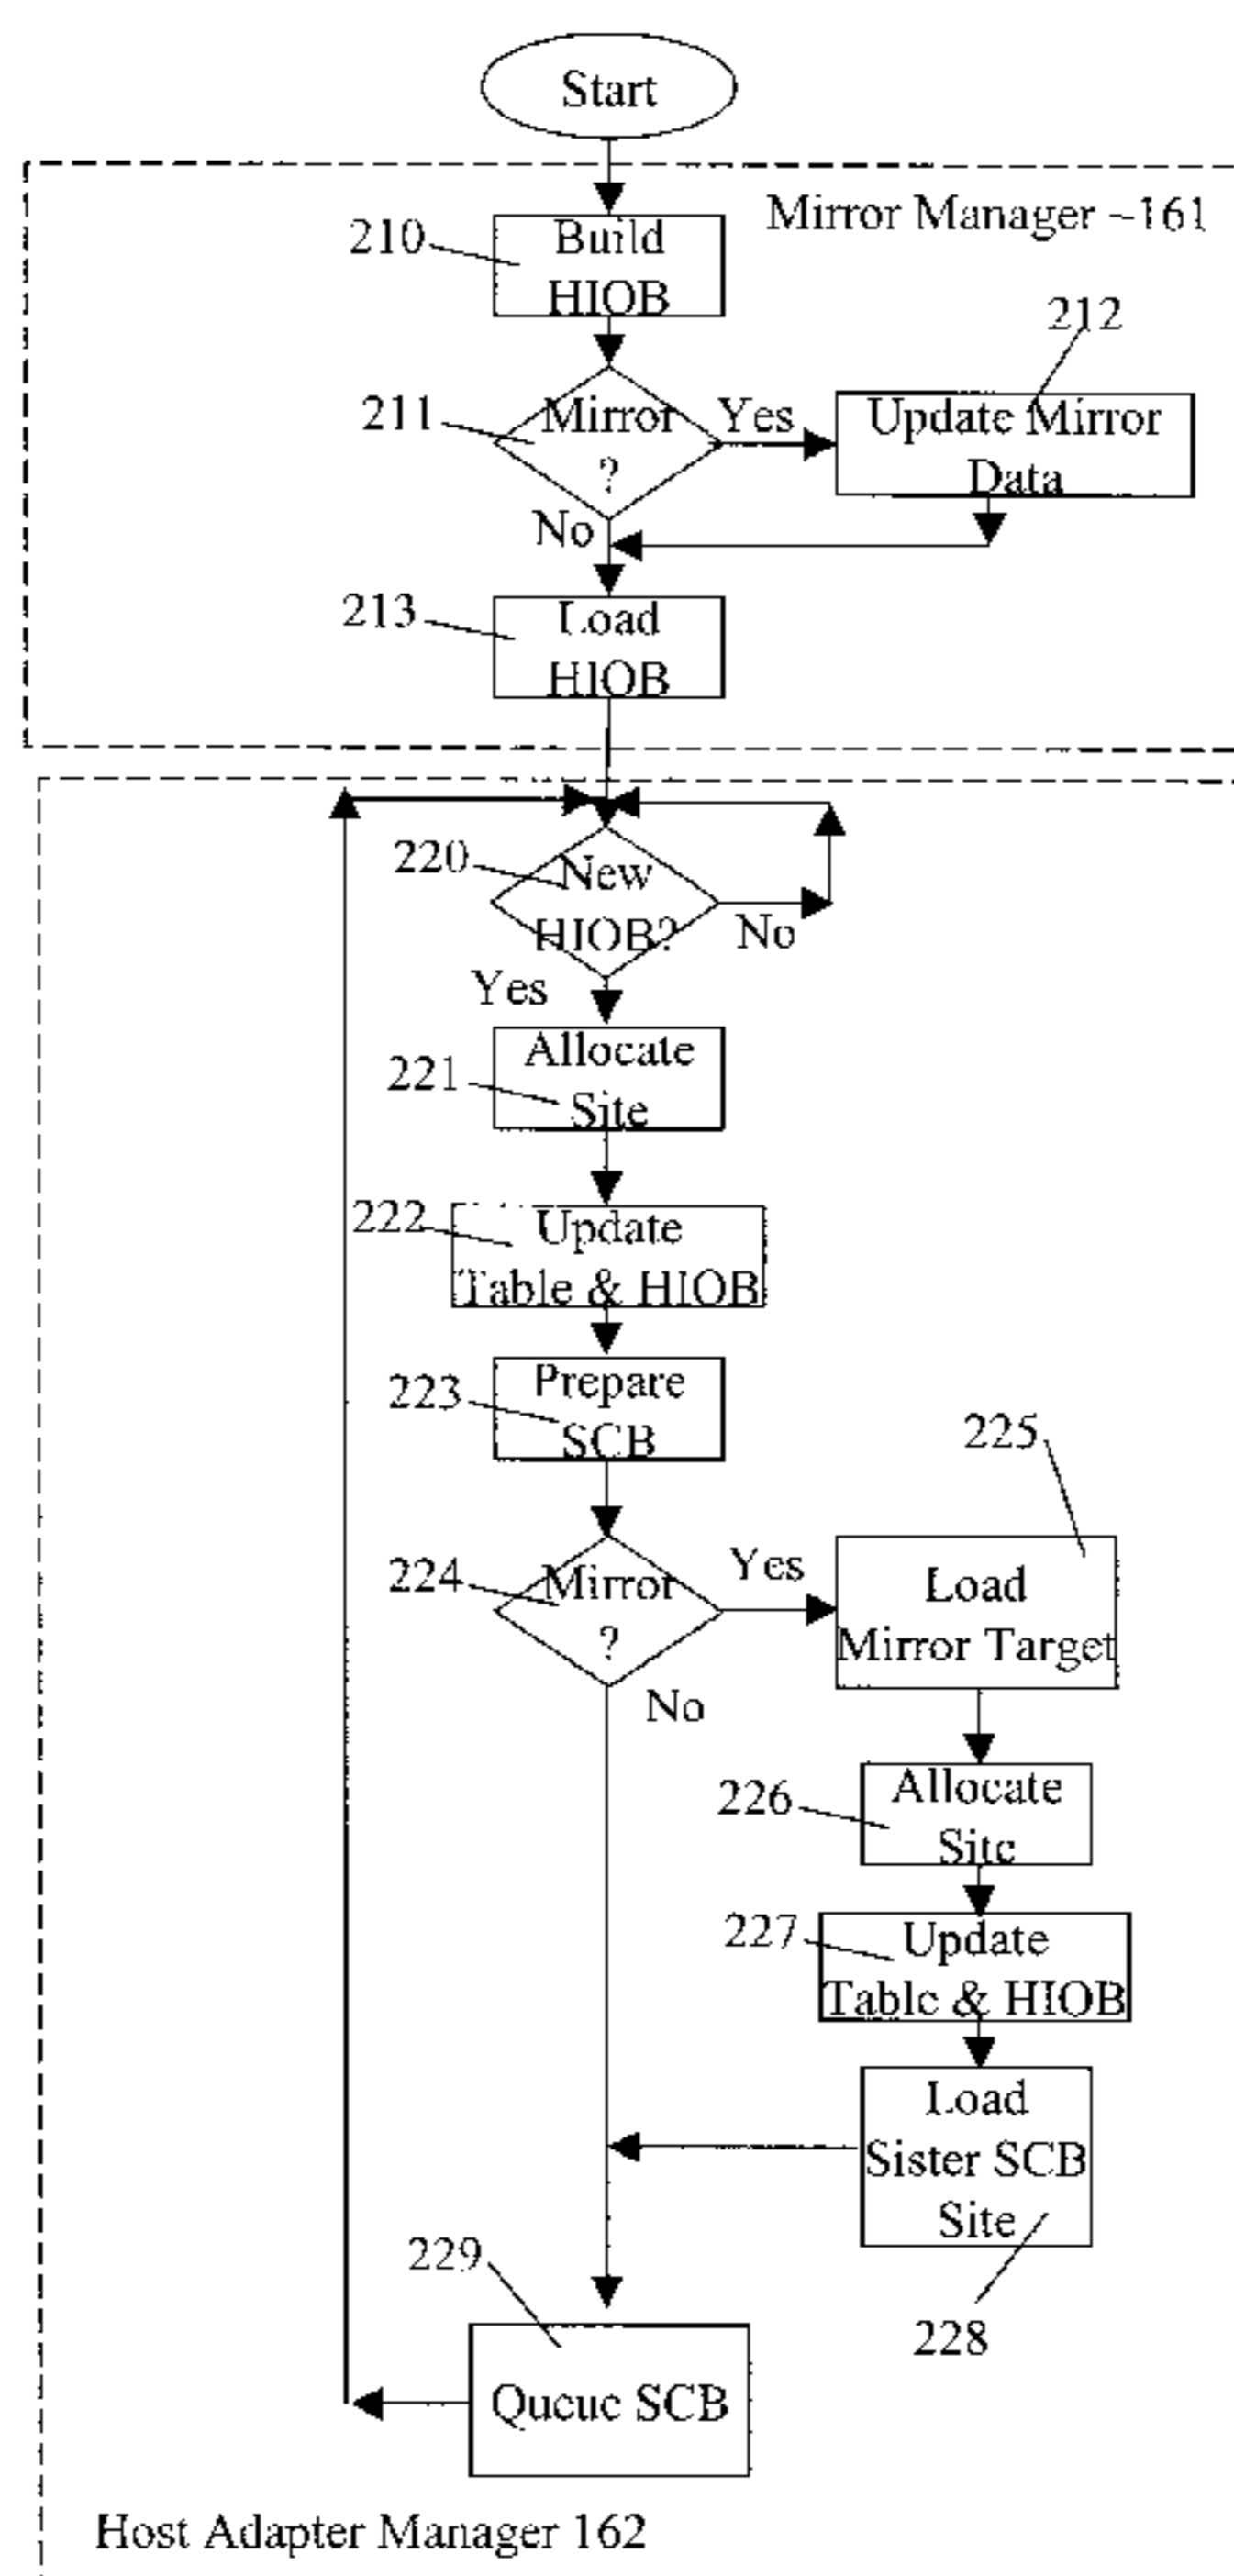 Start
Mirror Manager ~161
210
Build
HIOB
212
211
Mirror
?
Yes
Update Mirror
Data
No
213
Load
HIOB
220
New
HIOB?
No
Yes
221
Allocate
Site
222
Update
Table & HIOB
223
Prepare
SCB
225
224
Mirror
?
Yes
Load
Mirror Target
No
226
Allocate
Site
227
Update
Table & HIOB
Load
Sister SCB
Site
228
229
Queue SCB
Host Adapter Manager 162